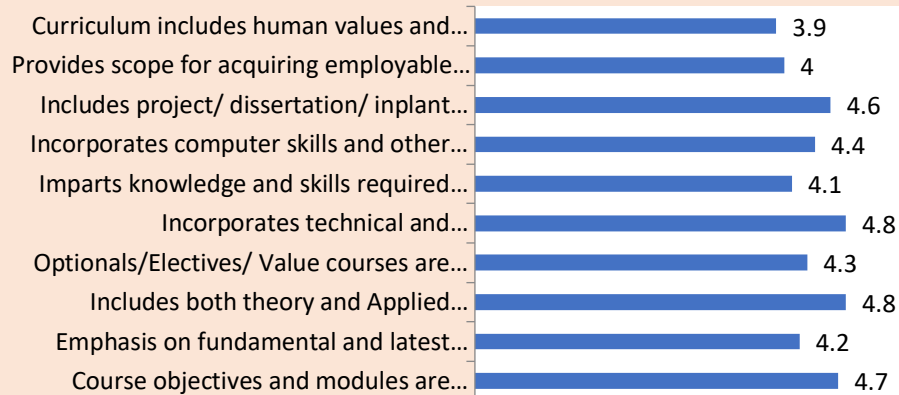 Curriculum includes human values and... 3.9
Provides scope for acquiring employable... 4
Includes project/ dissertation/ inplant... 4.6
Incorporates computer skills and other... 4.4
Imparts knowledge and skills required... 4.1
Incorporates technical and... 4.8
Optionals/Electives/ Value courses are... 4.3
Includes both theory and Applied... 4.8
Emphasis on fundamental and latest... 4.2
Course objectives and modules are... 4.7